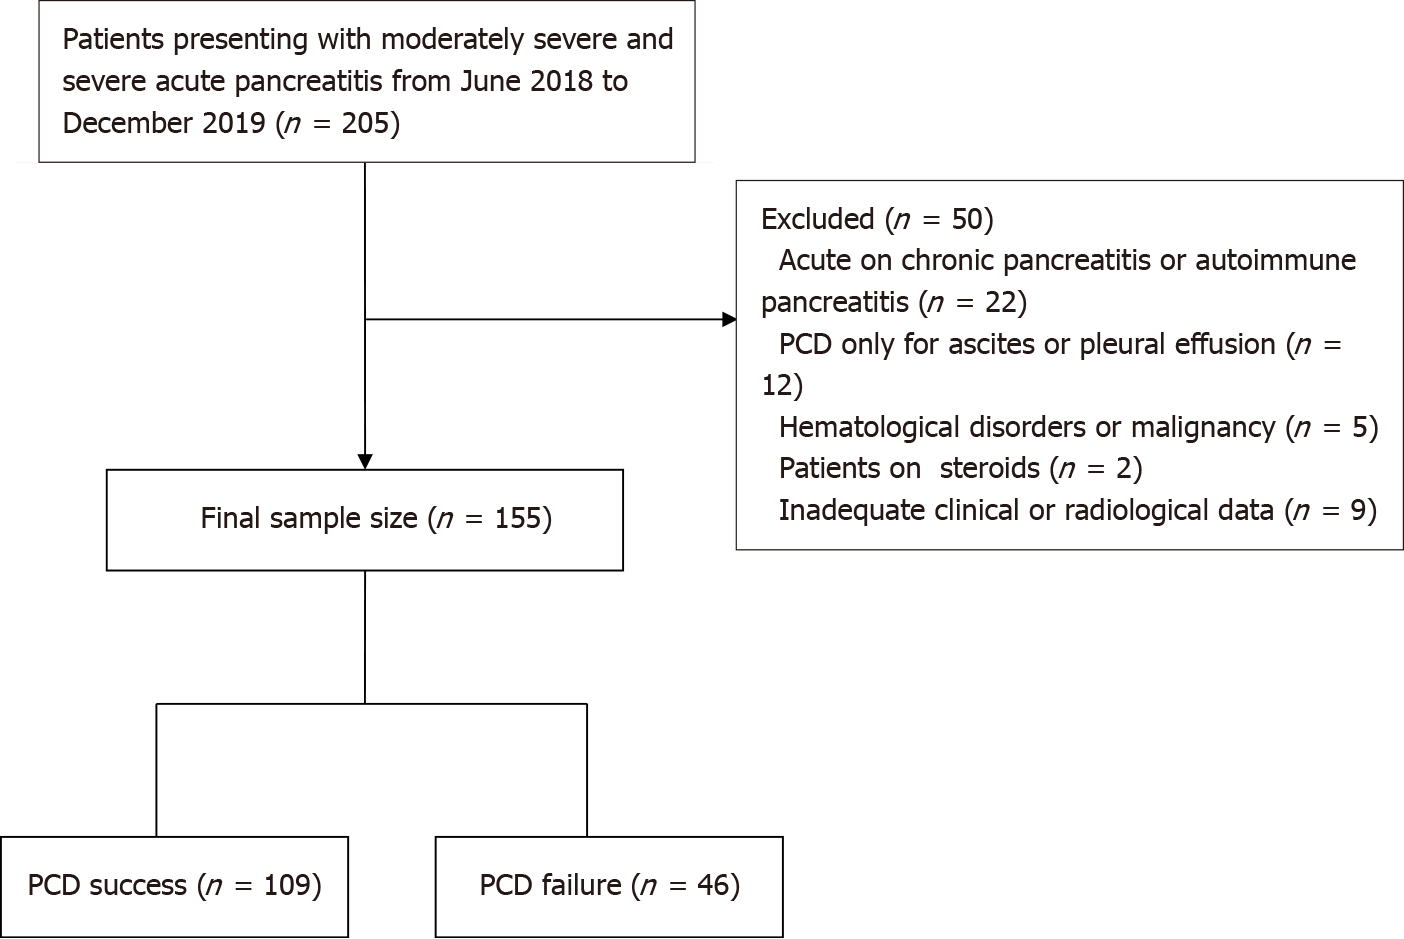 Patients presenting with moderately severe and
severe acute pancreatitis from June 2018 to
December 2019 (n = 205)
Excluded (n = 50)
Acute on chronic pancreatitis or autoimmune
pancreatitis (n = 22)
PCD only for ascites or pleural effusion (n =
12)
Hematological disorders or malignancy (n = 5)
Patients on  steroids (n = 2)
Inadequate clinical or radiological data (n = 9)
Final sample size (n = 155)
PCD success (n = 109)
PCD failure (n = 46)